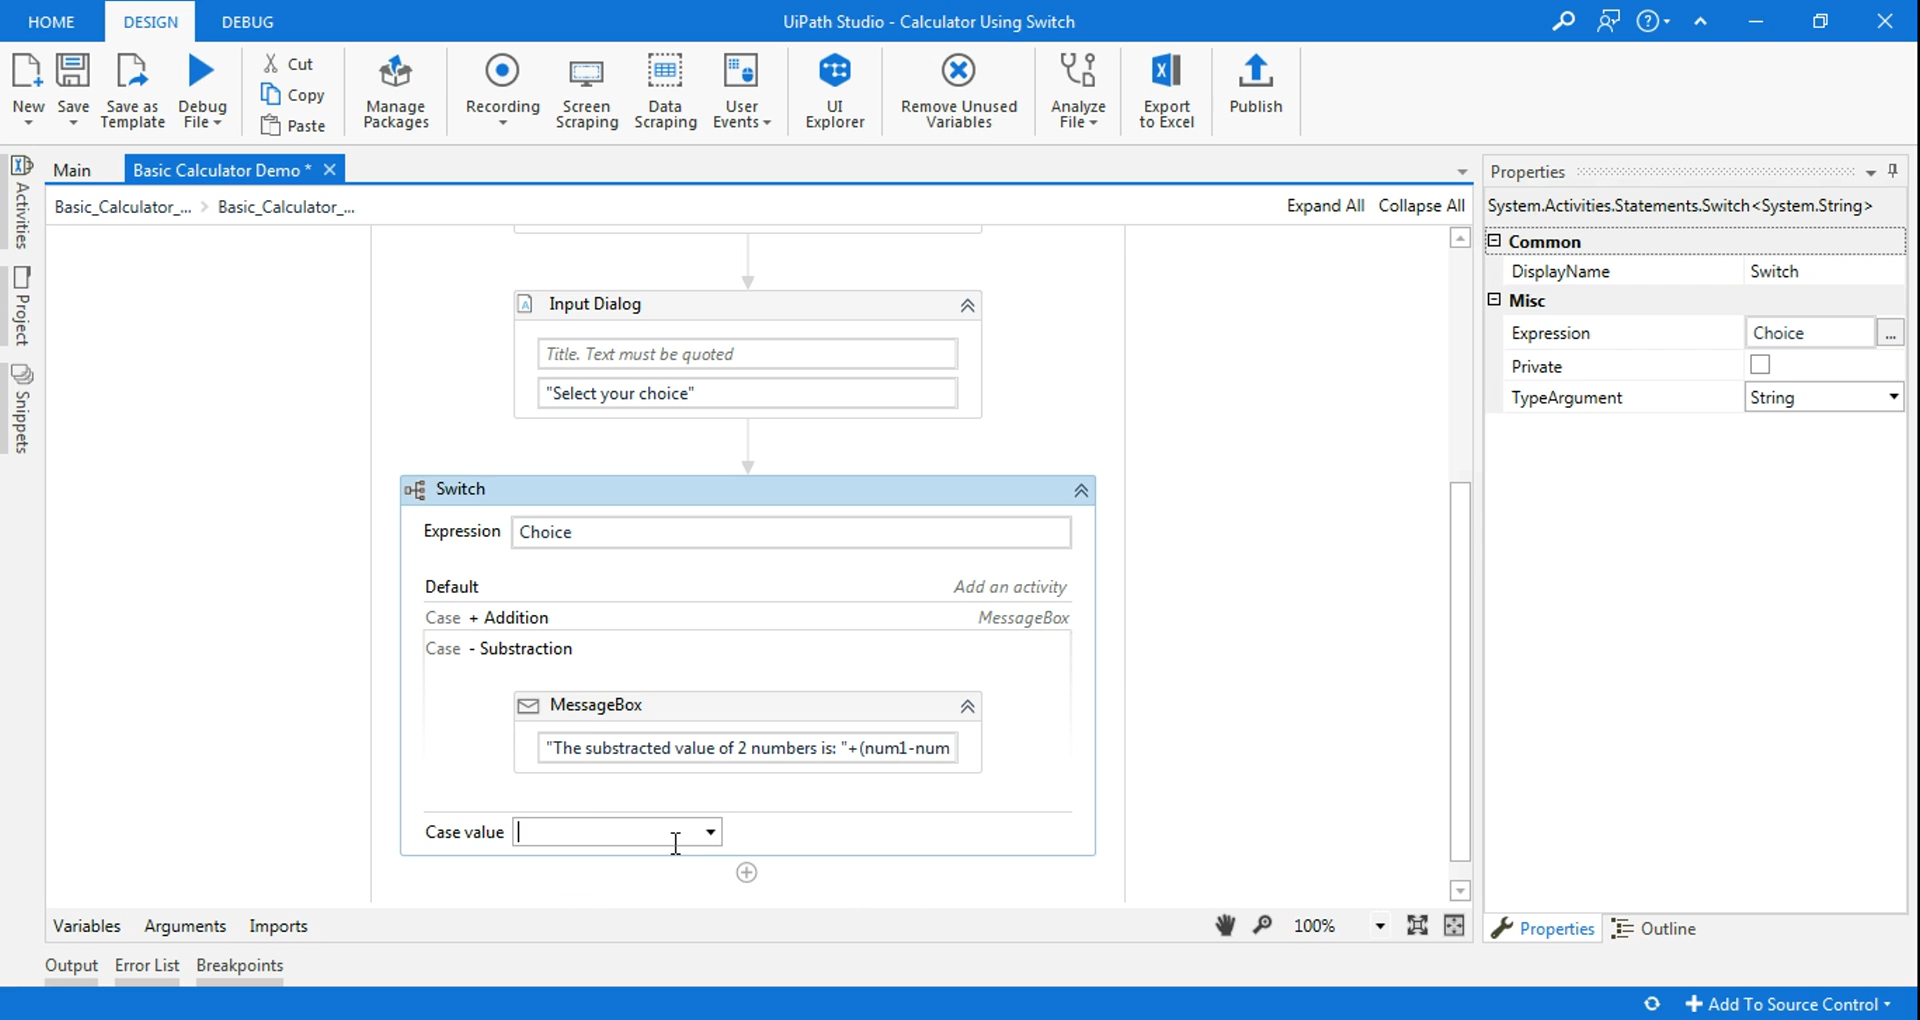 HOME DESIGN DEBUG UiPath Studio - Calculator Using Switch
New Save Save as Template Debug File Cut Copy Paste Manage Packages Recording Screen Scraping Data Scraping User Events UI Explorer Remove Unused Variables Analyze File Export to Excel Publish
Activities
Project
Snippets
Main Basic Calculator Demo *
Basic_Calculator_... > Basic_Calculator_... Expand All Collapse All
Input Dialog
Title. Text must be quoted
"Select your choice"
Switch
Expression Choice
Default Add an activity
Case + Addition MessageBox
Case - Substraction
MessageBox
"The substracted value of 2 numbers is: "+(num1-num
Case value
Properties
System.Activities.Statements.Switch<System.String>
Common
DisplayName Switch
Misc
Expression Choice ...
Private
TypeArgument String
Variables Arguments Imports 100%
Properties Outline
Output Error List Breakpoints
Add To Source Control